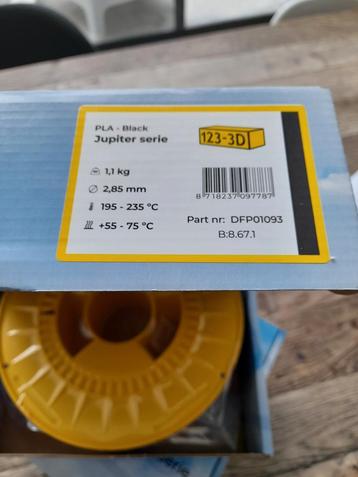 PLA - Black
Jupiter serie
123-3D
1,1 kg
2,85 mm
195 - 235 °C
+55 - 75 °C
8 718237 097787
Part nr: DFP01093
B:8.67.1
serie